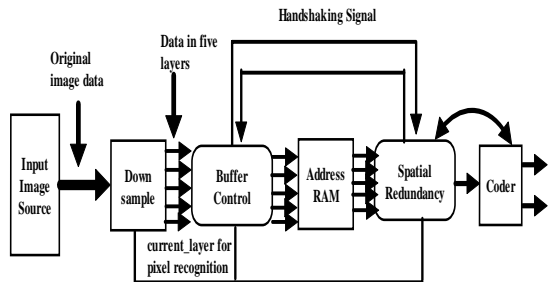 Handshaking Signal
Original
image data
Data in five
layers
Input
Image
Source
Down
sample
Buffer
Control
Address
RAM
Spatial
Redundancy
Coder
current_layer for
pixel recognition